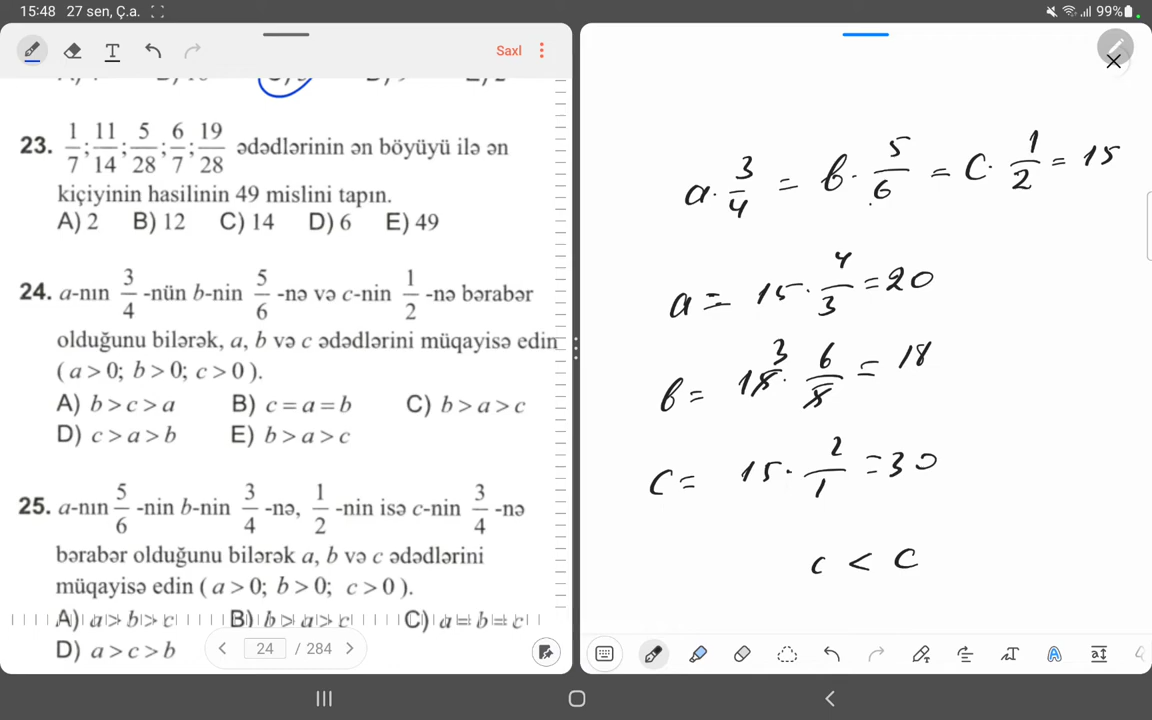 15:48 27 sen, Ç.a. 99%
Saxl
23. 1/7; 11/14; 5/28; 6/7; 19/28 ədədlərinin ən böyüyü ilə ən
kiçiyinin hasilinin 49 mislini tapın.
A) 2 B) 12 C) 14 D) 6 E) 49
24. a-nın 3/4 -nün b-nin 5/6 -nə və c-nin 1/2 -nə bərabər
olduğunu bilərək, a, b və c ədədlərini müqayisə edin
(a > 0; b > 0; c > 0).
A) b > c > a B) c = a = b C) b > a > c
D) c > a > b E) b > a > c
25. a-nın 5/6 -nin b-nin 3/4 -nə, 1/2 -nin isə c-nin 3/4 -nə
bərabər olduğunu bilərək a, b və c ədədlərini
müqayisə edin (a > 0; b > 0; c > 0).
A) a > b > c B) b > a > c C) a = b = c
D) a > c > b
24 / 284
a · 3/4 = b · 5/6 = c · 1/2 = 15
a = 15 · 4/3 = 20
b = 15 3 · 6/5 = 18
c = 15 · 2/1 = 30
c < c